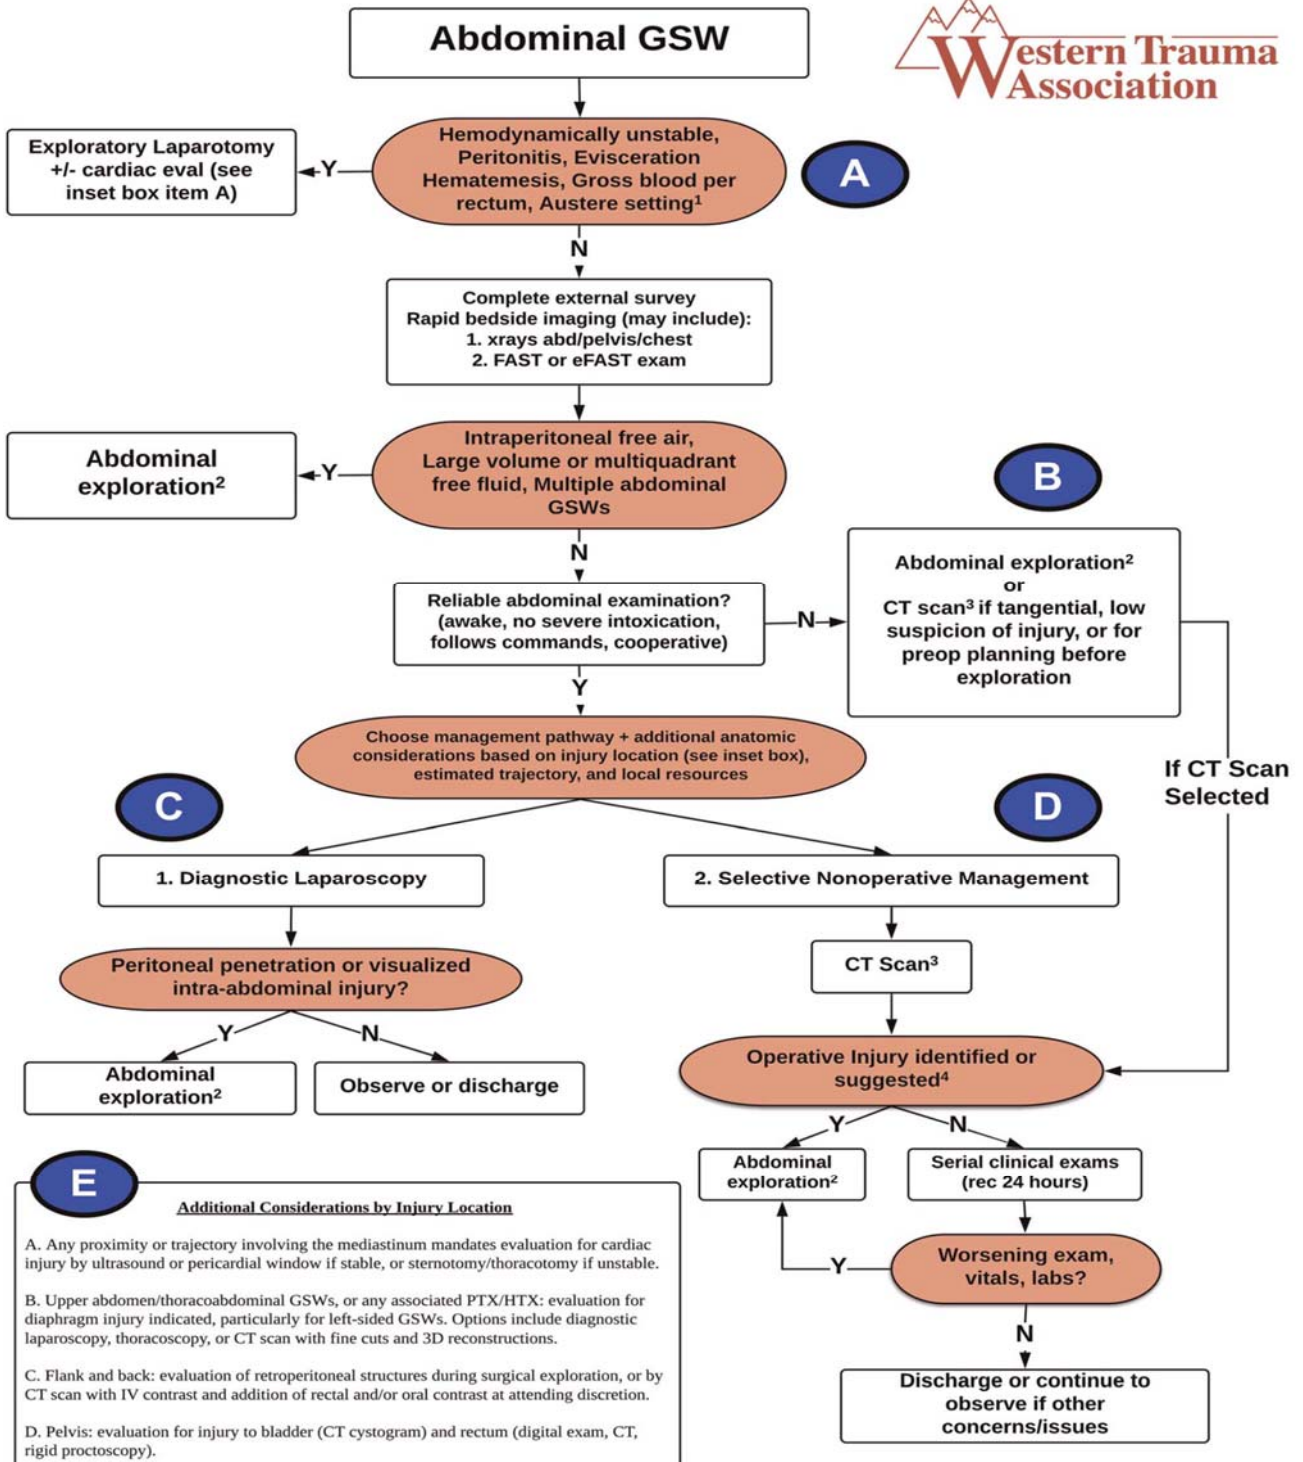 Abdominal GSW
Western Trauma
Association
Hemodynamically unstable,
Peritonitis, Evisceration
Hematemesis, Gross blood per
rectum, Austere setting¹
A
Exploratory Laparotomy
+/- cardiac eval (see
inset box item A)
Y
N
Complete external survey
Rapid bedside imaging (may include):
1. xrays abd/pelvis/chest
2. FAST or eFAST exam
Intraperitoneal free air,
Large volume or multiquadrant
free fluid, Multiple abdominal
GSWs
Y
Abdominal
exploration²
N
Reliable abdominal examination?
(awake, no severe intoxication,
follows commands, cooperative)
N
B
Abdominal exploration²
or
CT scan³ if tangential, low
suspicion of injury, or for
preop planning before
exploration
If CT Scan
Selected
Y
Choose management pathway + additional anatomic
considerations based on injury location (see inset box),
estimated trajectory, and local resources
C
1. Diagnostic Laparoscopy
Peritoneal penetration or visualized
intra-abdominal injury?
Y
N
Abdominal
exploration²
Observe or discharge
D
2. Selective Nonoperative Management
CT Scan³
Operative Injury identified or
suggested⁴
Y
N
Abdominal
exploration²
Serial clinical exams
(rec 24 hours)
Worsening exam,
vitals, labs?
Y
N
Discharge or continue to
observe if other
concerns/issues
E
Additional Considerations by Injury Location
A. Any proximity or trajectory involving the mediastinum mandates evaluation for cardiac
injury by ultrasound or pericardial window if stable, or sternotomy/thoracotomy if unstable.
B. Upper abdomen/thoracoabdominal GSWs, or any associated PTX/HTX: evaluation for
diaphragm injury indicated, particularly for left-sided GSWs. Options include diagnostic
laparoscopy, thoracoscopy, or CT scan with fine cuts and 3D reconstructions.
C. Flank and back: evaluation of retroperitoneal structures during surgical exploration, or by
CT scan with IV contrast and addition of rectal and/or oral contrast at attending discretion.
D. Pelvis: evaluation for injury to bladder (CT cystogram) and rectum (digital exam, CT,
rigid proctoscopy).